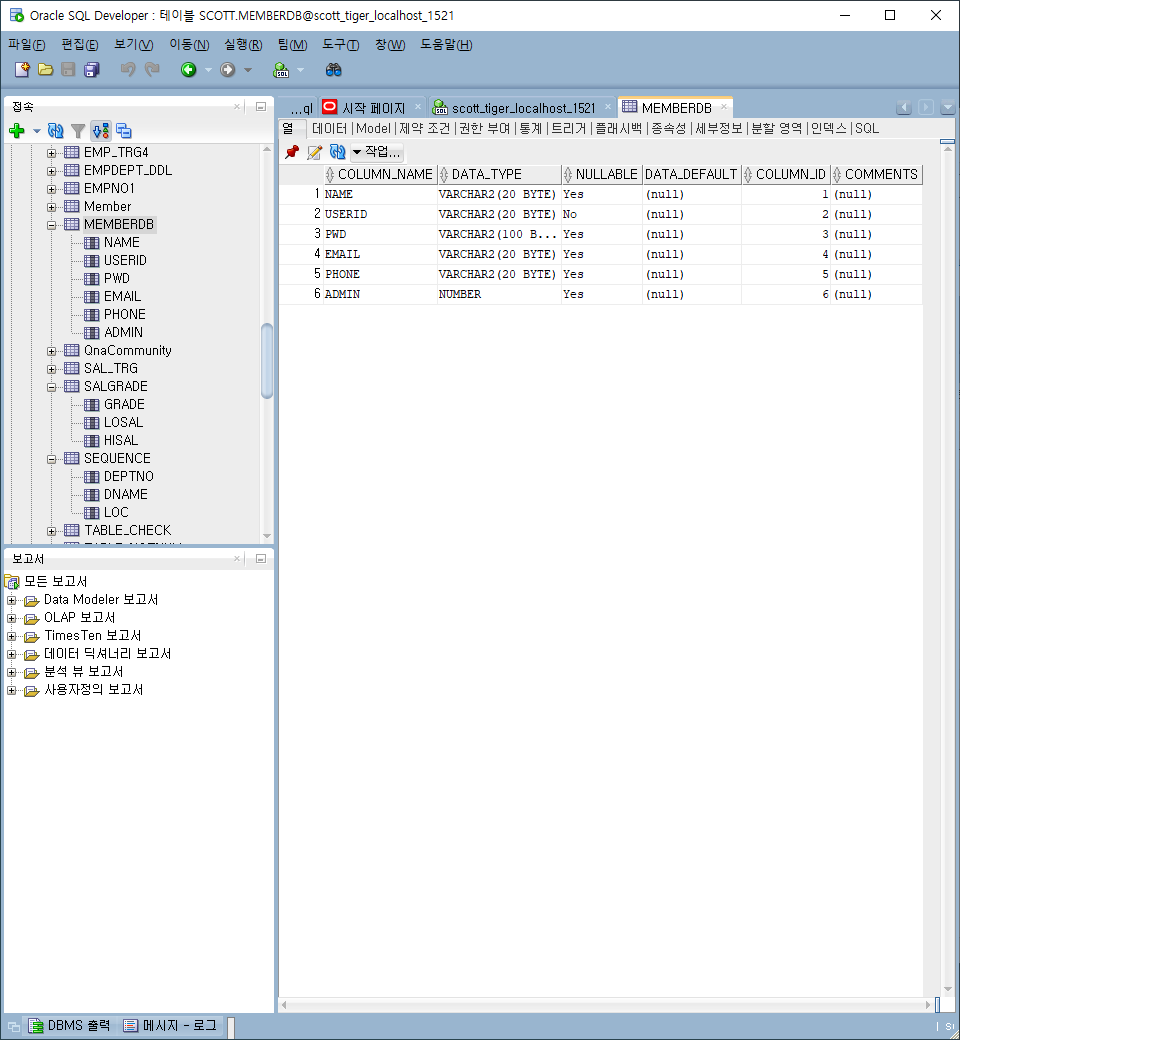 Oracle SQL Developer : 테이블 SCOTT.MEMBERDB@scott_tiger_localhost_1521
파일(F) 편집(E) 보기(V) 이동(N) 실행(R) 팀(M) 도구(T) 창(W) 도움말(H)
접속
EMP_TRG4
EMPDEPT_DDL
EMPNO1
Member
MEMBERDB
NAME
USERID
PWD
EMAIL
PHONE
ADMIN
QnaCommunity
SAL_TRG
SALGRADE
GRADE
LOSAL
HISAL
SEQUENCE
DEPTNO
DNAME
LOC
TABLE_CHECK
보고서
모든 보고서
Data Modeler 보고서
OLAP 보고서
TimesTen 보고서
데이터 딕셔너리 보고서
분석 뷰 보고서
사용자정의 보고서
...ql 시작 페이지 scott_tiger_localhost_1521 MEMBERDB
열 데이터 Model 제약 조건 권한 부여 통계 트리거 플래시백 종속성 세부정보 분할 영역 인덱스 SQL
작업...
COLUMN_NAME DATA_TYPE NULLABLE DATA_DEFAULT COLUMN_ID COMMENTS
1 NAME VARCHAR2(20 BYTE) Yes (null) 1 (null)
2 USERID VARCHAR2(20 BYTE) No (null) 2 (null)
3 PWD VARCHAR2(100 B... Yes (null) 3 (null)
4 EMAIL VARCHAR2(20 BYTE) Yes (null) 4 (null)
5 PHONE VARCHAR2(20 BYTE) Yes (null) 5 (null)
6 ADMIN NUMBER Yes (null) 6 (null)
DBMS 출력 메시지 - 로그